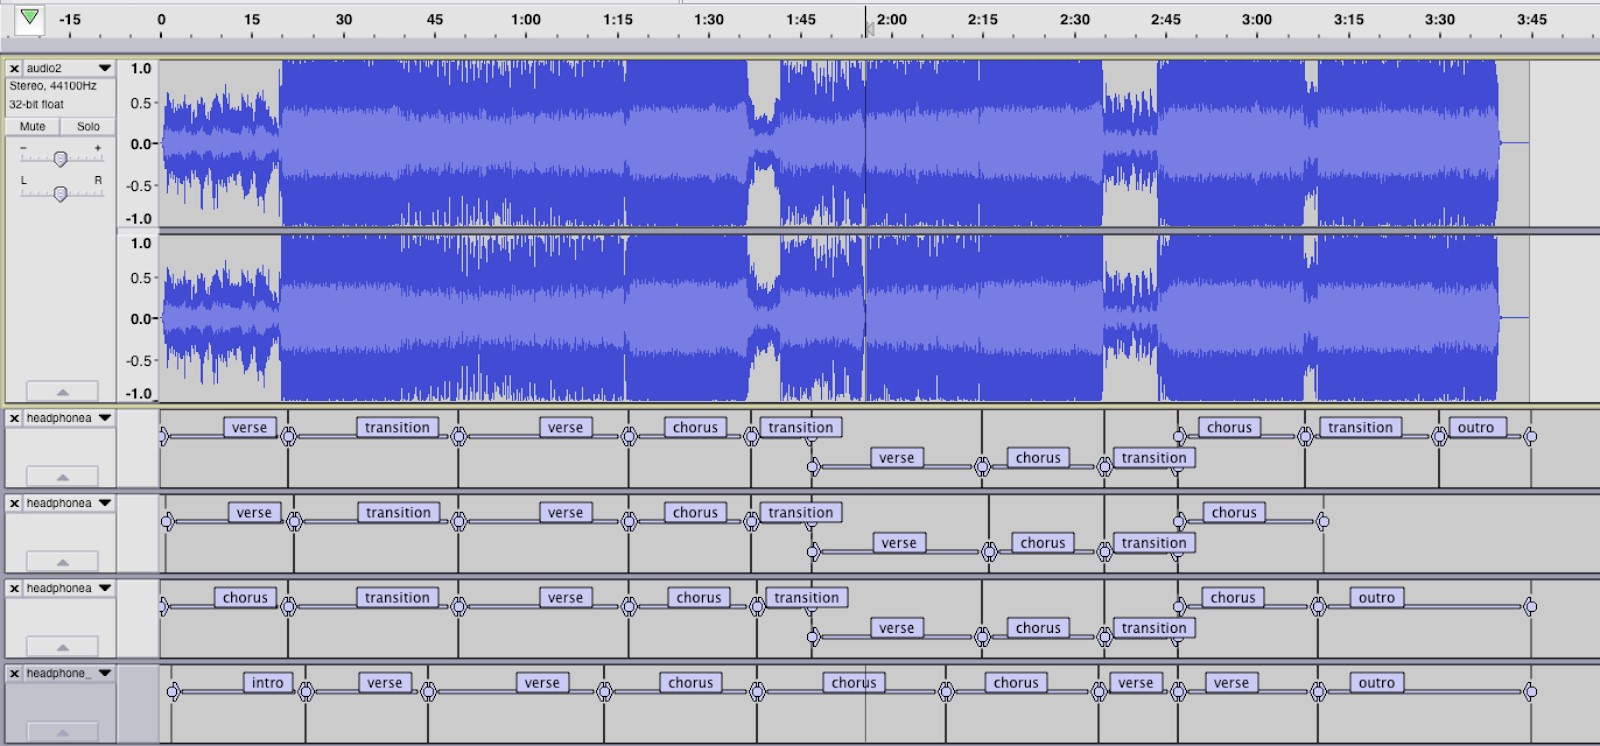 -15 0 15 30 45 1:00 1:15 1:30 1:45 2:00 2:15 2:30 2:45 3:00 3:15 3:30 3:45
× audio2 1.0
Stereo, 44100Hz
32-bit float 0.5
Mute Solo
- + 0.0
L R -0.5
-1.0
1.0
0.5
0.0
-0.5
-1.0
× headphonea verse transition verse chorus transition chorus transition outro
verse chorus transition
× headphonea verse transition verse chorus transition chorus
verse chorus transition
× headphonea chorus transition verse chorus transition chorus outro
verse chorus transition
× headphone_ intro verse verse chorus chorus chorus verse verse outro